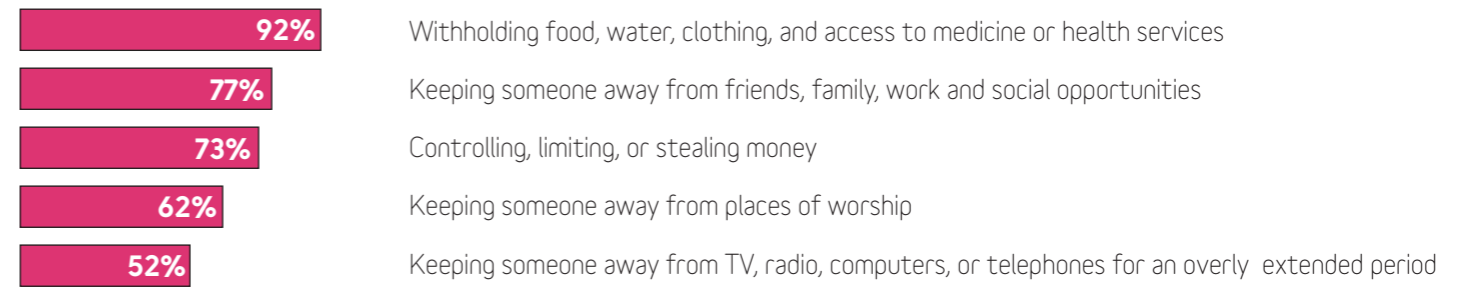 92% Withholding food, water, clothing, and access to medicine or health services
77% Keeping someone away from friends, family, work and social opportunities
73% Controlling, limiting, or stealing money
62% Keeping someone away from places of worship
52% Keeping someone away from TV, radio, computers, or telephones for an overly extended period